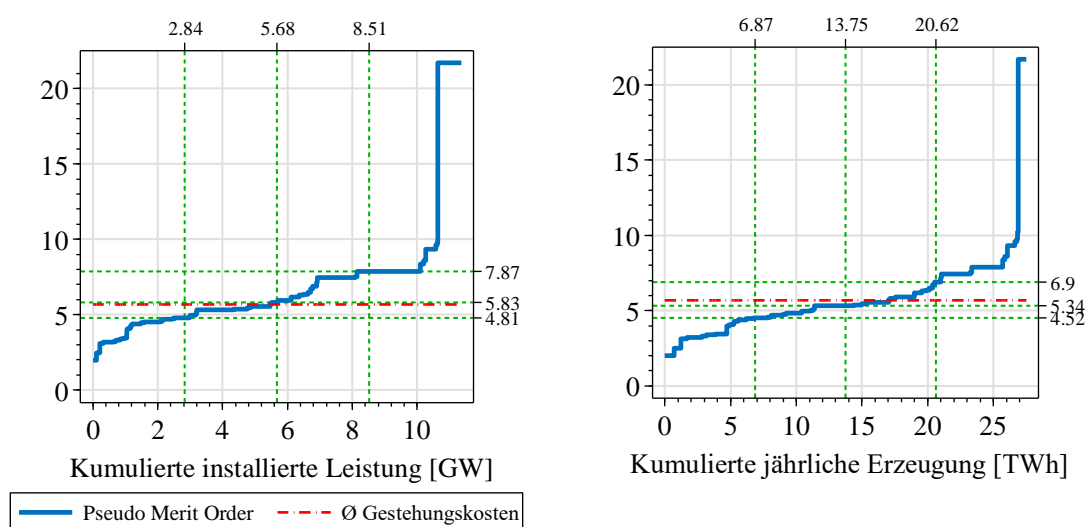 2.84 5.68 8.51
20
15
10
5
0
7.87
5.83
4.81
0 2 4 6 8 10
Kumulierte installierte Leistung [GW]
6.87 13.75 20.62
20
15
10
5
0
6.9
5.34
4.52
0 5 10 15 20 25
Kumulierte jährliche Erzeugung [TWh]
Pseudo Merit Order Ø Gestehungskosten